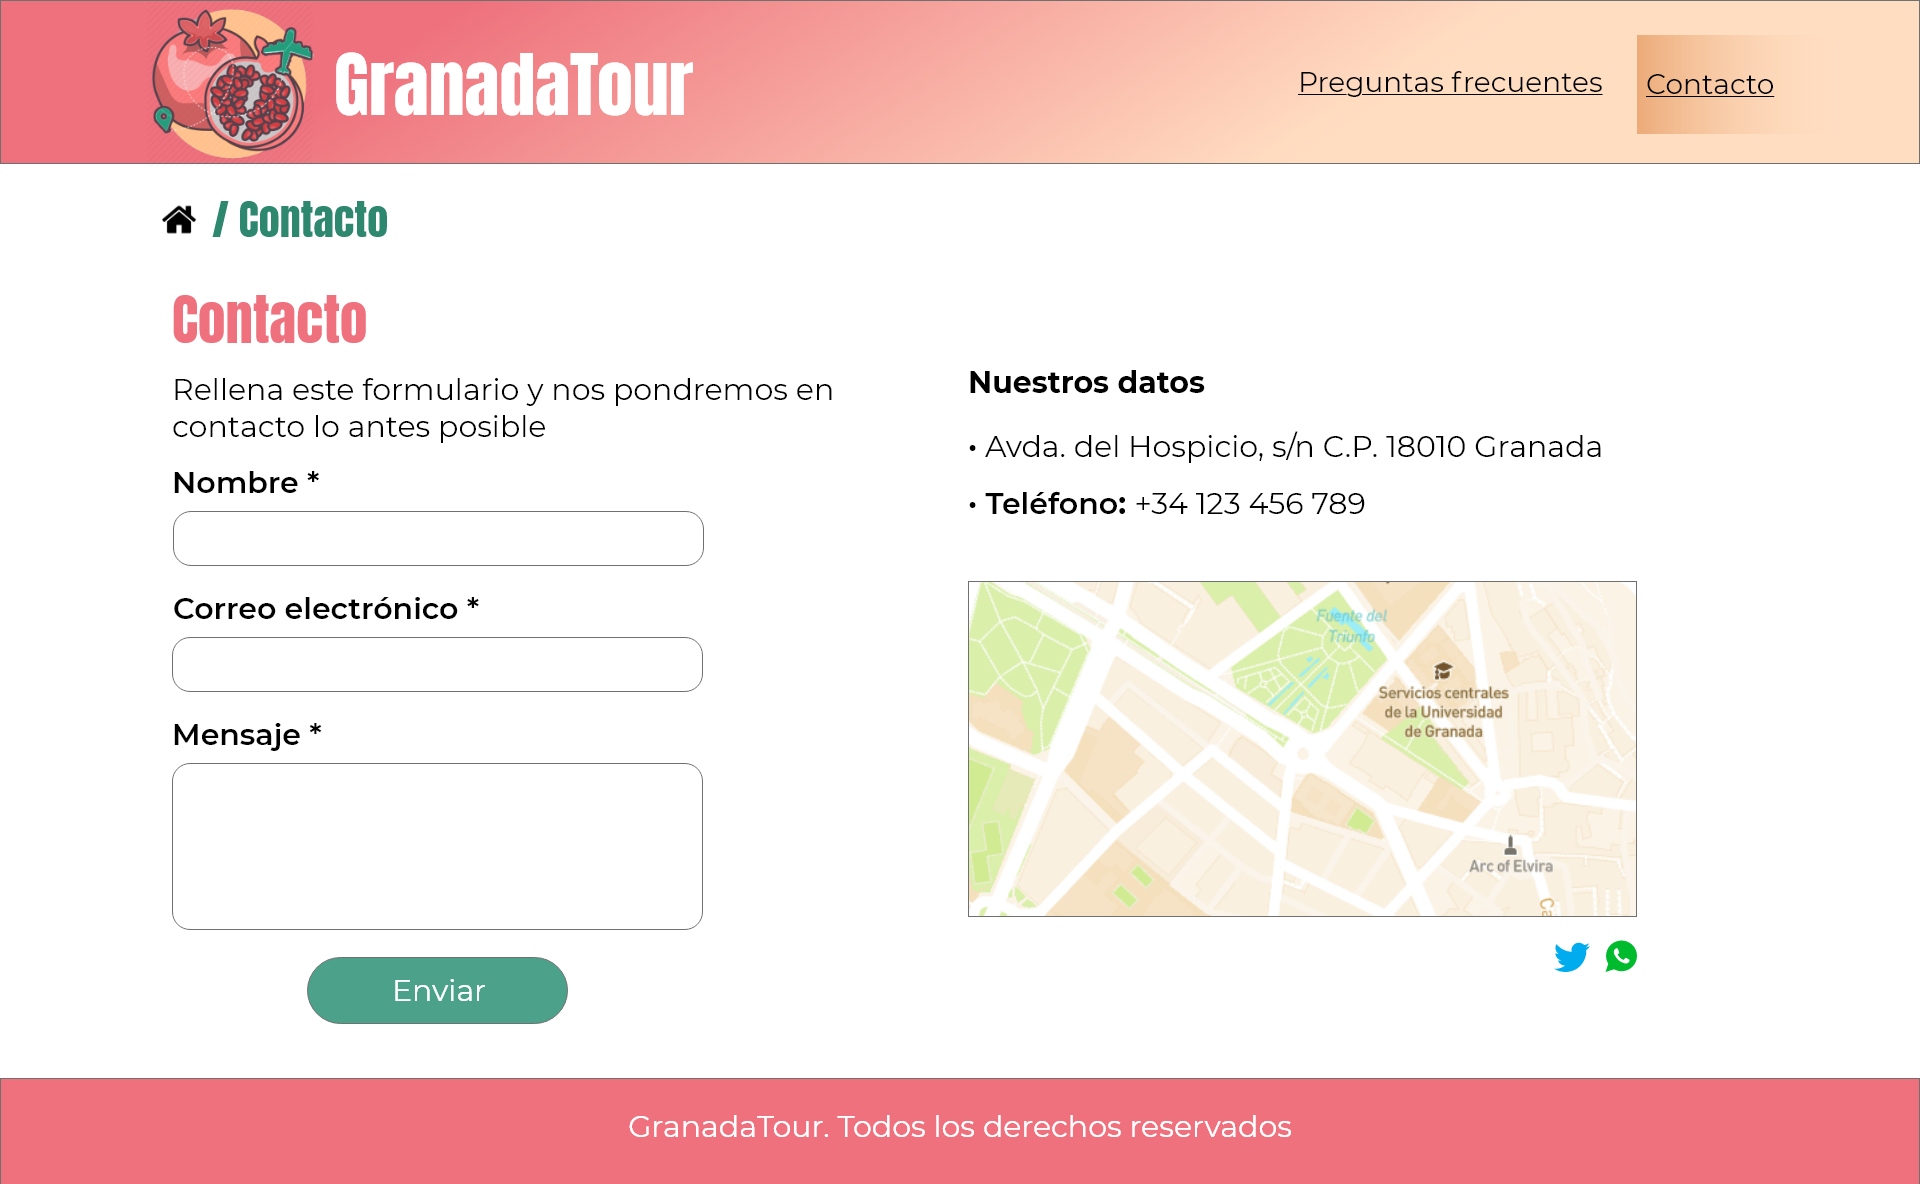 GranadaTour
Preguntas frecuentes
Contacto
/ Contacto
Contacto
Rellena este formulario y nos pondremos en
contacto lo antes posible
Nombre *
Correo electrónico *
Mensaje *
Enviar
Nuestros datos
• Avda. del Hospicio, s/n C.P. 18010 Granada
• Teléfono: +34 123 456 789
Fuente del
Triunfo
Servicios centrales
de la Universidad
de Granada
Arc of Elvira
Ca
GranadaTour. Todos los derechos reservados